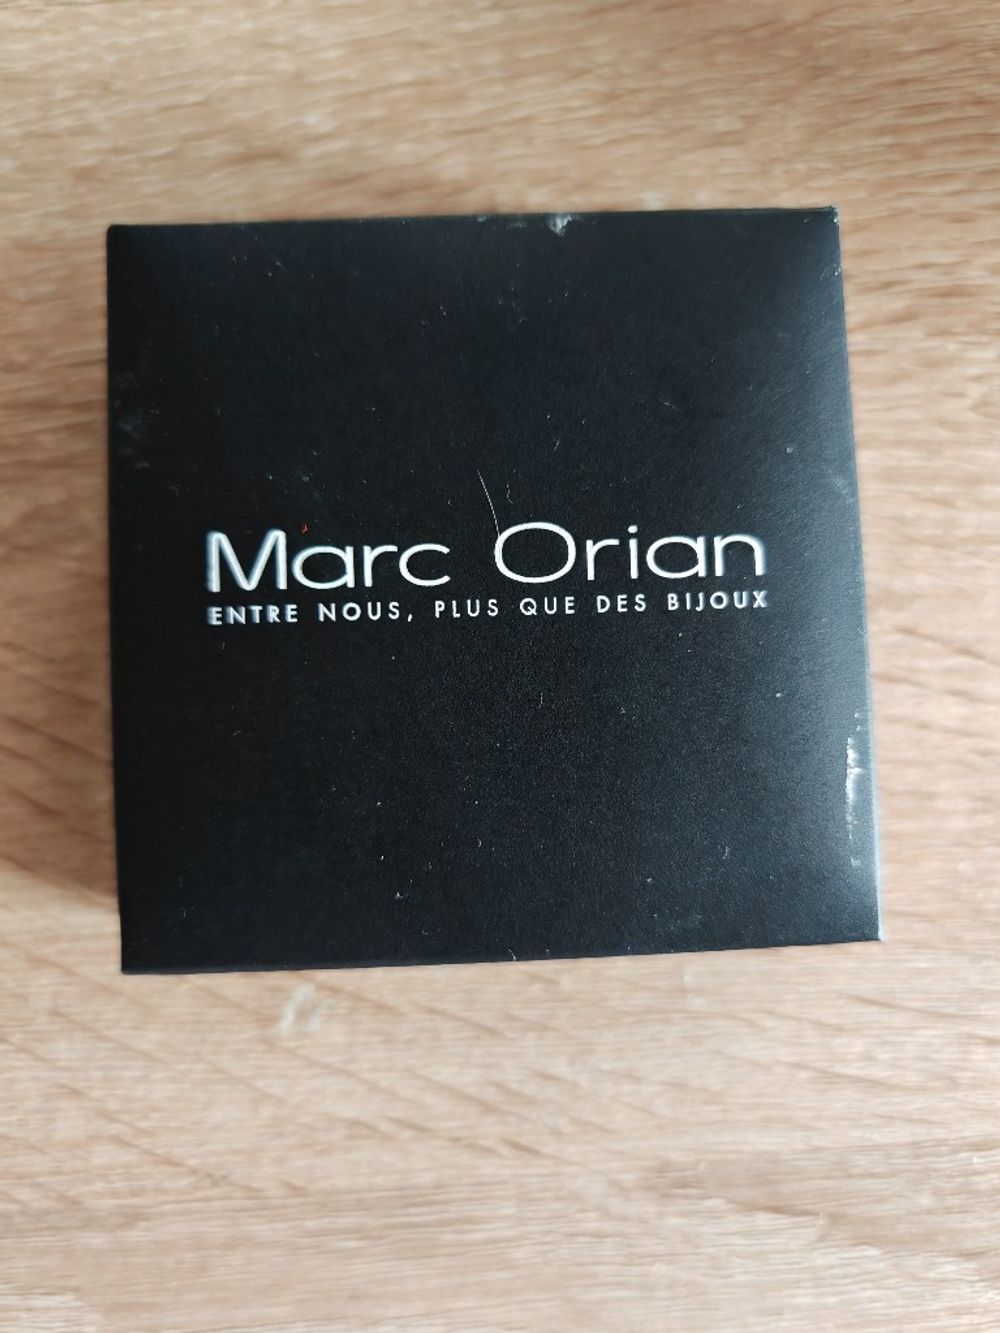 Marc Orian
ENTRE NOUS, PLUS QUE DES BIJOUX